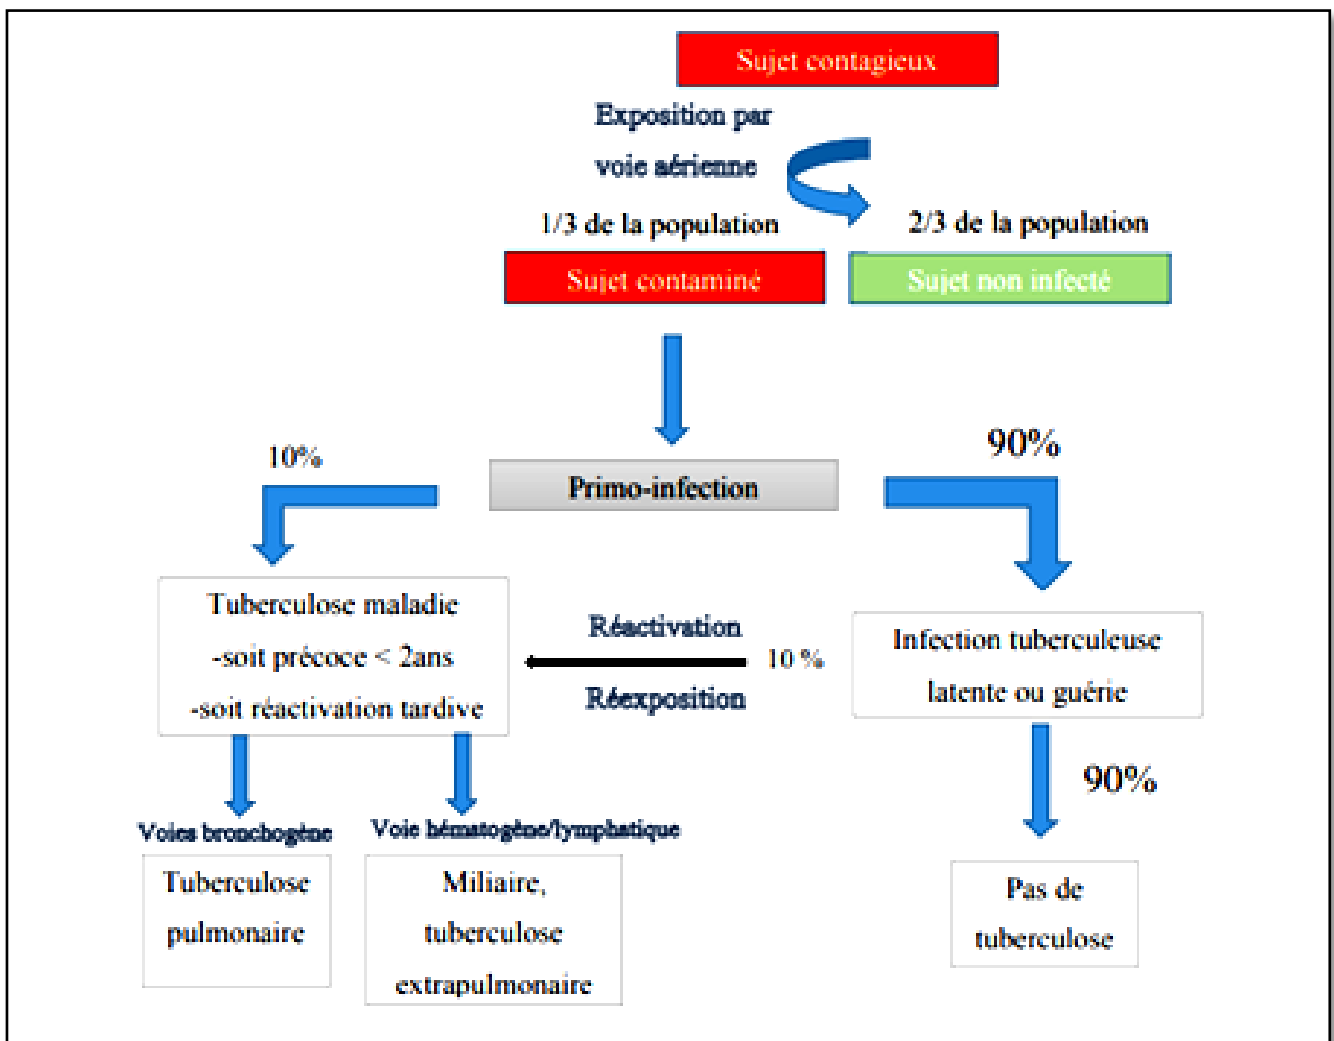 Sujet contagieux
Exposition par
voie aérienne
1/3 de la population
2/3 de la population
Sujet contaminé
Sujet non infecté
10%
90%
Primo-infection
Tuberculose maladie
-soit précoce < 2ans
-soit réactivation tardive
Réactivation
10 %
Réexposition
Infection tuberculeuse
latente ou guérie
90%
Voies bronchogène
Voie hématogène/lymphatique
Tuberculose
pulmonaire
Miliaire,
tuberculose
extrapulmonaire
Pas de
tuberculose